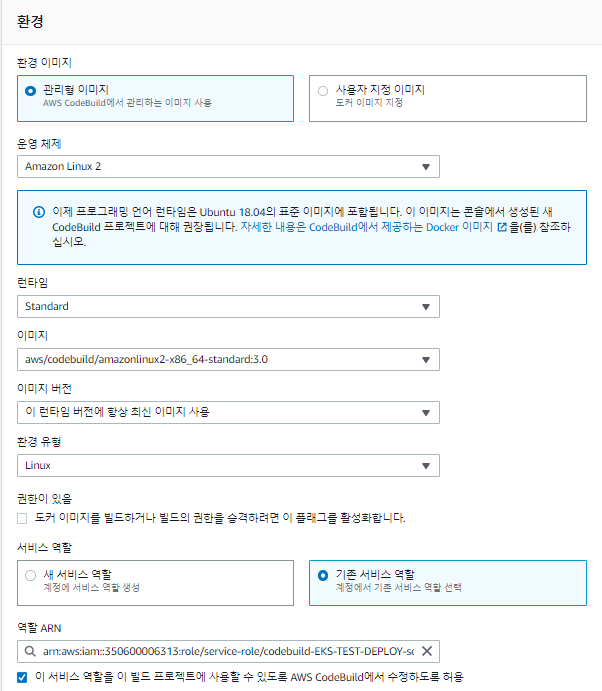 환경
환경 이미지
관리형 이미지
AWS CodeBuild에서 관리하는 이미지 사용
사용자 지정 이미지
도커 이미지 지정
운영 체제
Amazon Linux 2
이제 프로그래밍 언어 런타임은 Ubuntu 18.04의 표준 이미지에 포함됩니다. 이 이미지는 콘솔에서 생성된 새
CodeBuild 프로젝트에 대해 권장됩니다. 자세한 내용은 CodeBuild에서 제공하는 Docker 이미지 을(를) 참조하
십시오.
런타임
Standard
이미지
aws/codebuild/amazonlinux2-x86_64-standard:3.0
이미지 버전
이 런타임 버전에 항상 최신 이미지 사용
환경 유형
Linux
권한이 있음
도커 이미지를 빌드하거나 빌드의 권한을 승격하려면 이 플래그를 활성화합니다.
서비스 역할
새 서비스 역할
계정에 서비스 역할 생성
기존 서비스 역할
계정에서 기존 서비스 역할 선택
역할 ARN
arn:aws:iam::350600006313:role/service-role/codebuild-EKS-TEST-DEPLOY-se
이 서비스 역할을 이 빌드 프로젝트에 사용할 수 있도록 AWS CodeBuild에서 수정하도록 허용